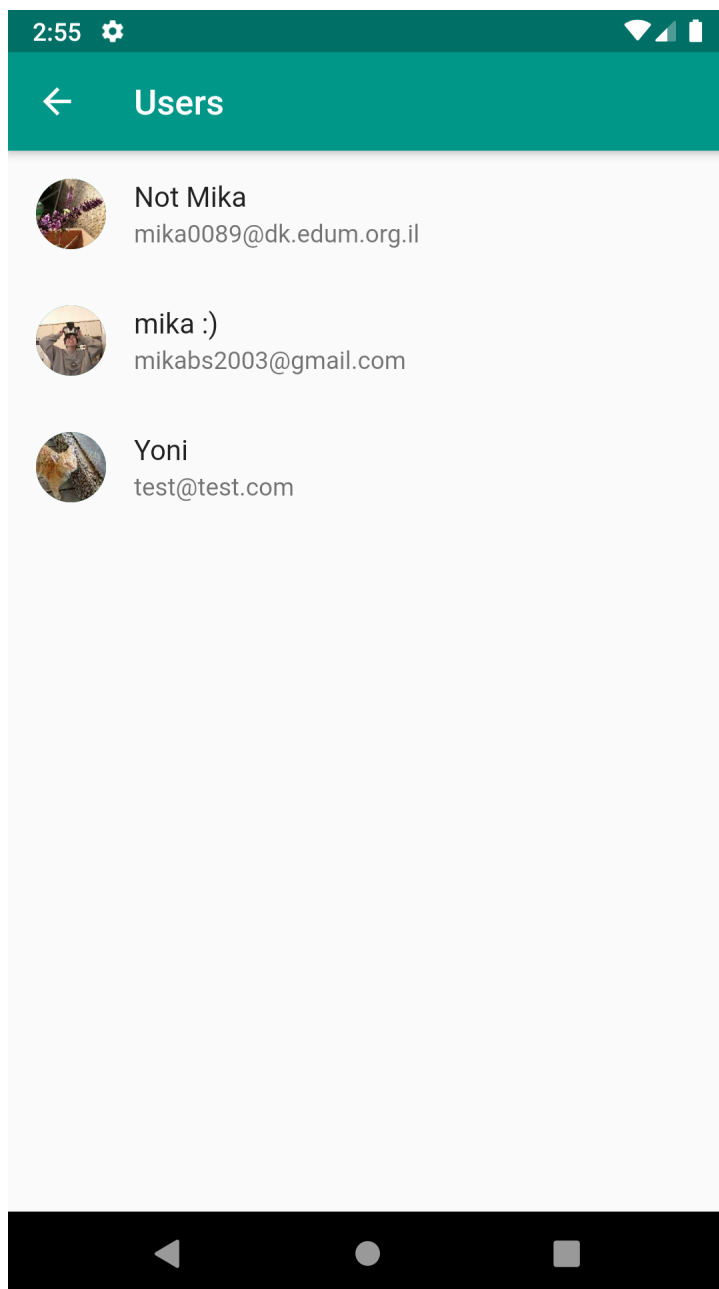 2:55
Users
Not Mika
mika0089@dk.edum.org.il
mika :)
mikabs2003@gmail.com
Yoni
test@test.com